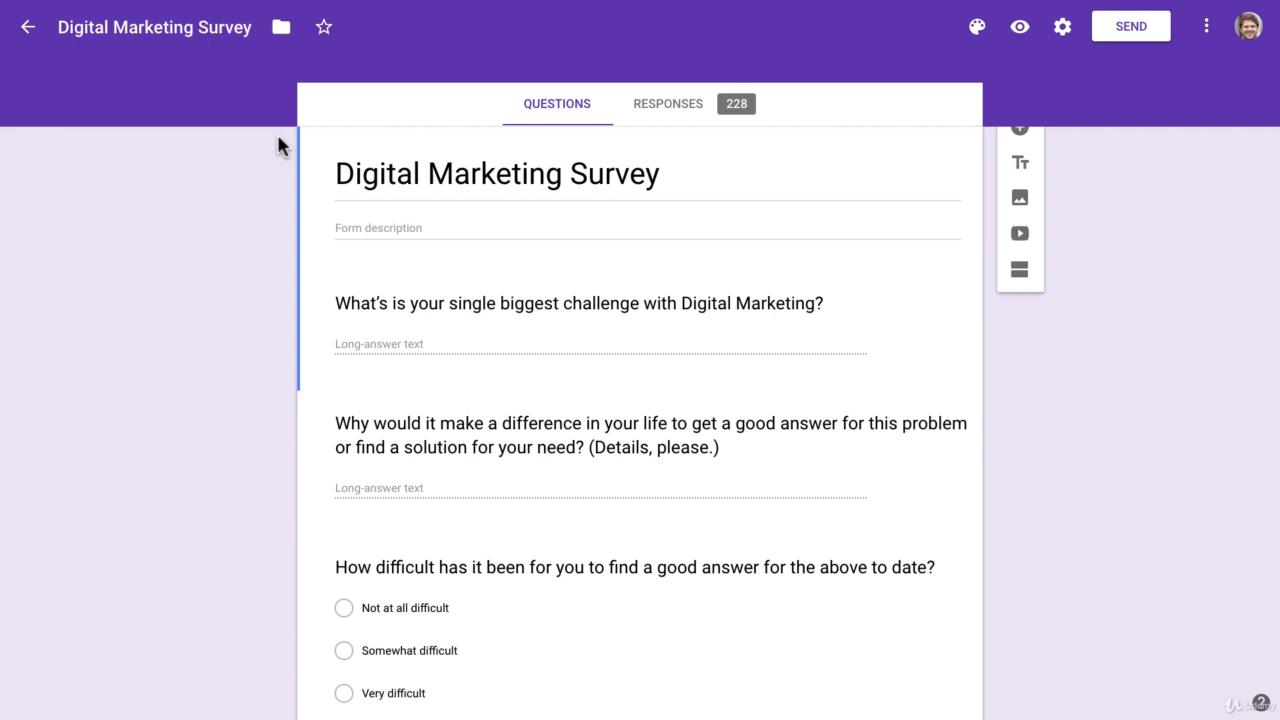 Digital Marketing Survey
SEND
QUESTIONS
RESPONSES 228
Digital Marketing Survey
Form description
What’s is your single biggest challenge with Digital Marketing?
Long-answer text
Why would it make a difference in your life to get a good answer for this problem
or find a solution for your need? (Details, please.)
Long-answer text
How difficult has it been for you to find a good answer for the above to date?
Not at all difficult
Somewhat difficult
Very difficult
Tт
?
Udemy